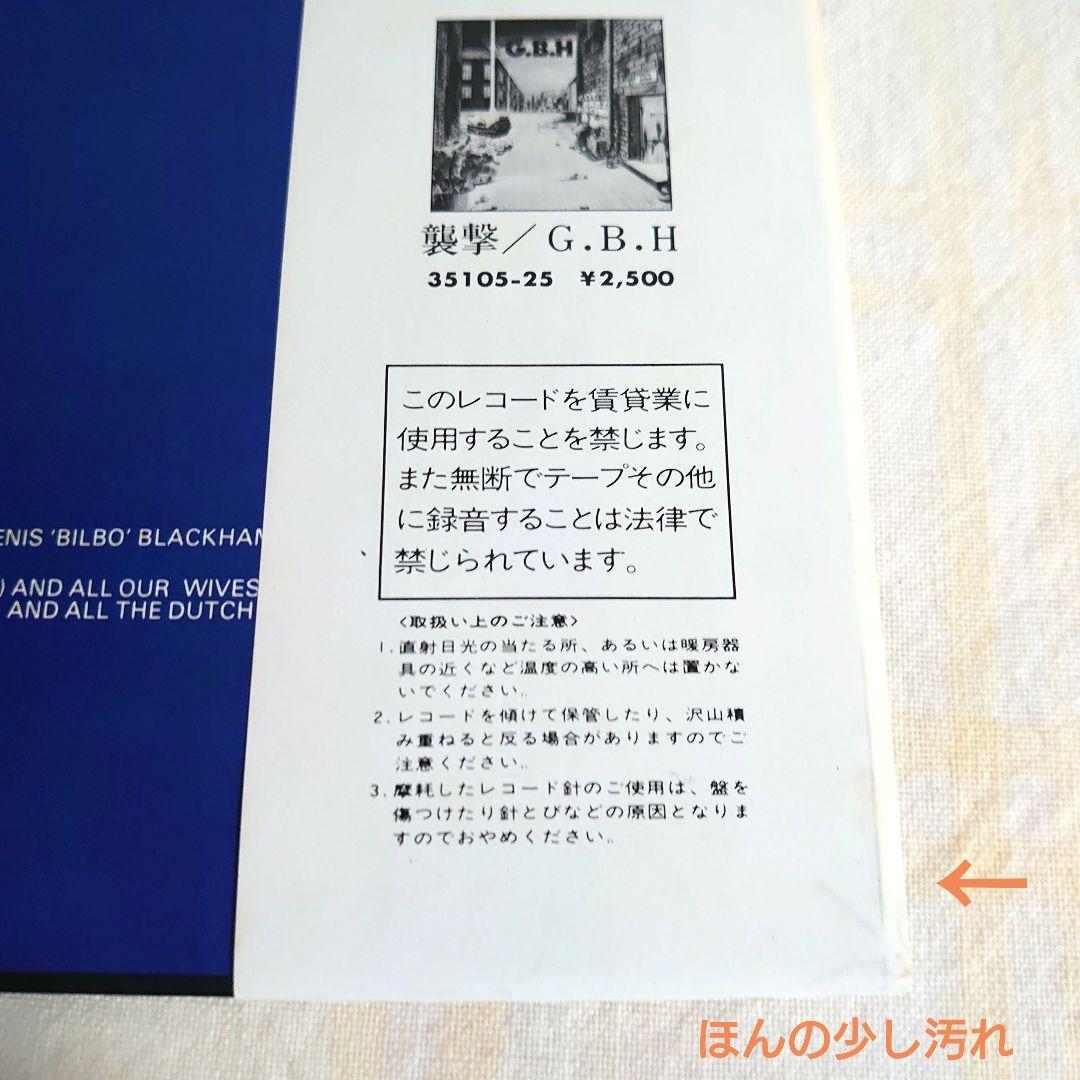 G.B.H
襲撃／G.B.H
35105-25 ¥2,500
このレコードを賃貸業に
使用することを禁じます。
また無断でテープその他
に録音することは法律で
禁じられています。
〈取扱い上のご注意〉
1. 直射日光の当たる所、あるいは暖房器
具の近くなど温度の高い所へは置かな
いでください。
2. レコードを傾けて保管したり、沢山積
み重ねると反る場合がありますのでご
注意ください。
3. 摩耗したレコード針のご使用は、盤を
傷つけたり針とびなどの原因となりま
すのでおやめください。
ENIS 'BILBO' BLACKHAM
) AND ALL OUR WIVES
AND ALL THE DUTCH
ほんの少し汚れ